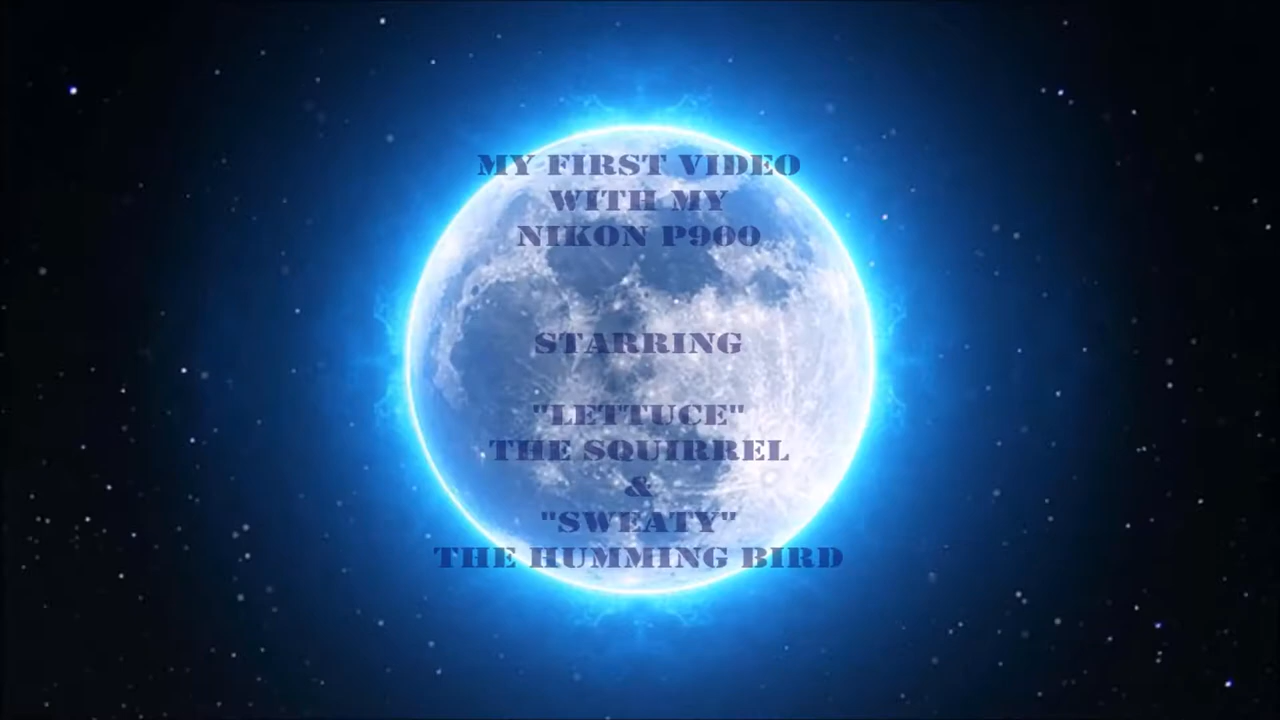 MY FIRST VIDEO
WITH MY
NIKON P900
STARRING
"LETTUCE"
THE SQUIRREL
&
"SWEATY"
THE HUMMING BIRD